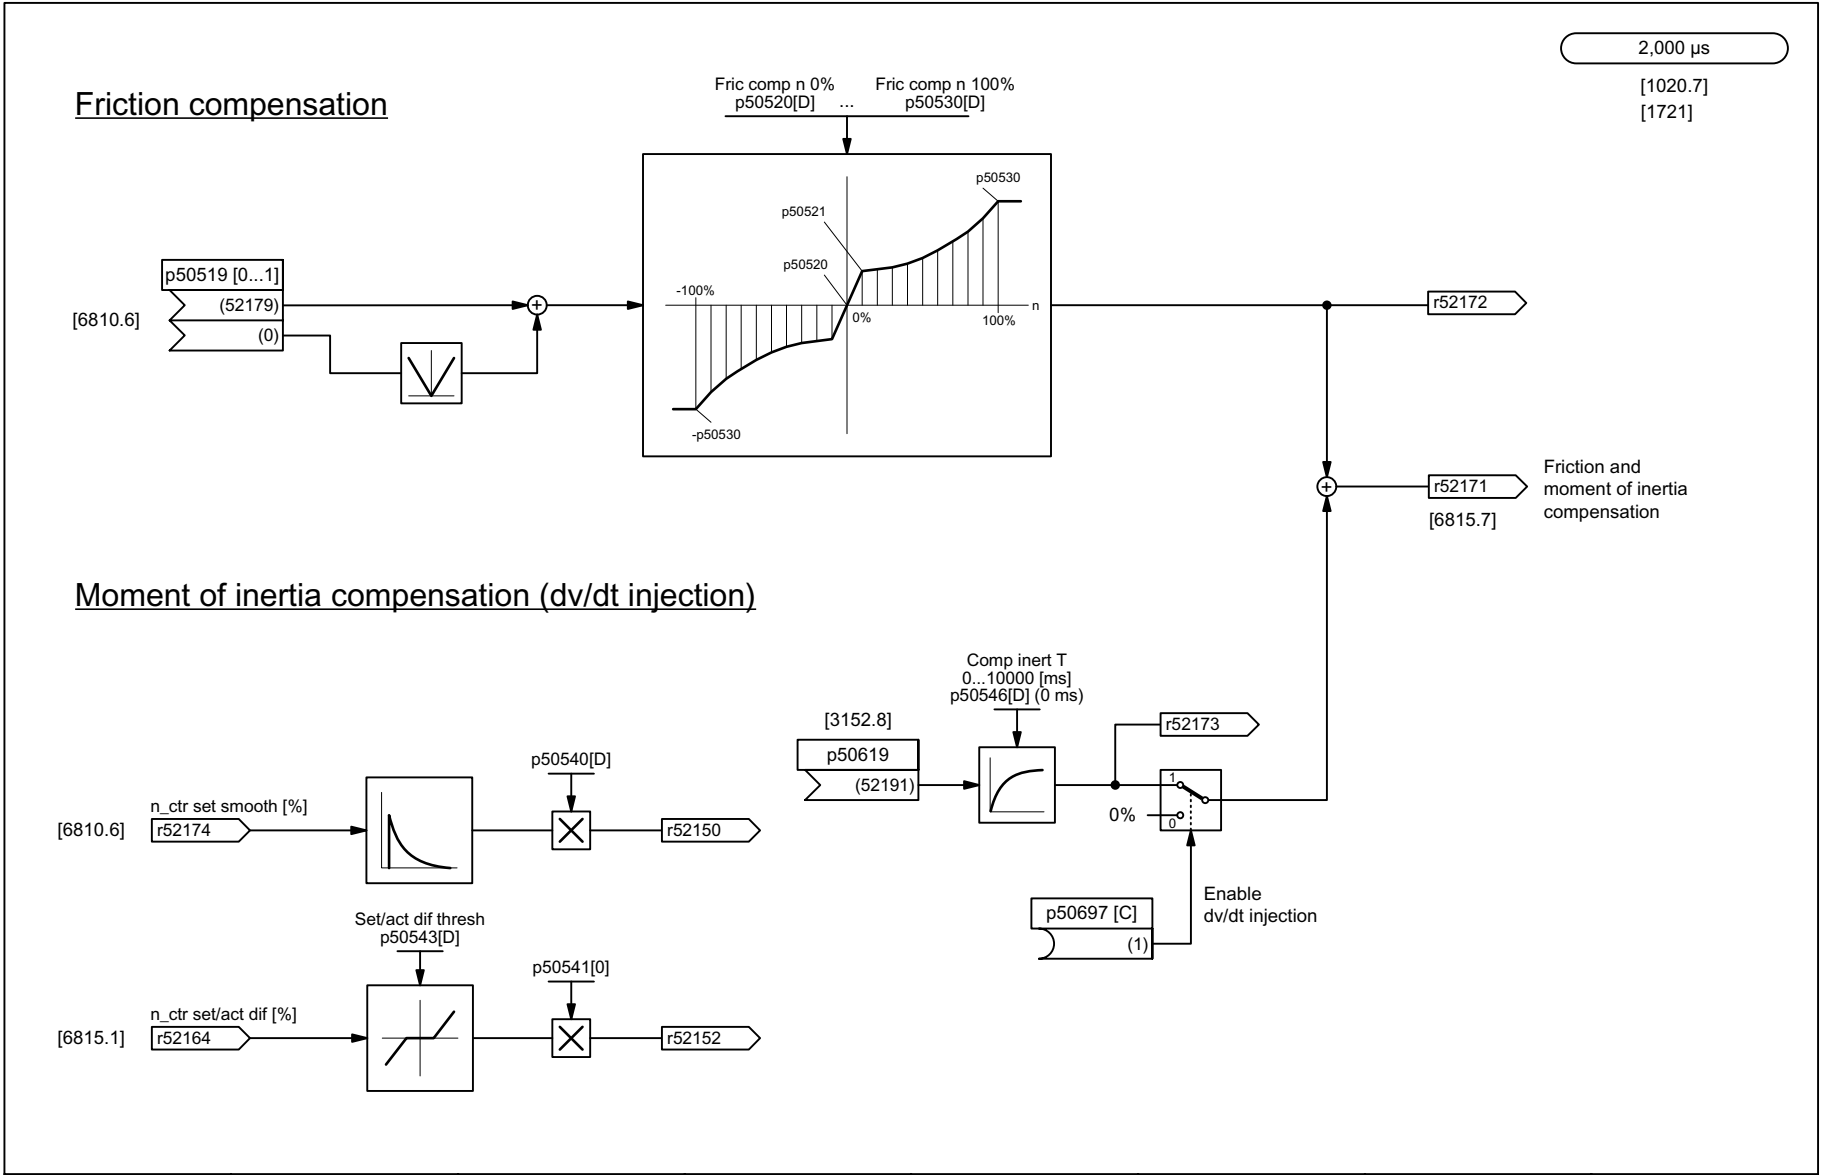 2,000 µs
[1020.7]
[1721]
Friction compensation
Fric comp n 0%
p50520[D]
...
Fric comp n 100%
p50530[D]
p50530
p50521
p50520
-100%
n
0%
100%
-p50530
p50519 [0...1]
(52179)
(0)
[6810.6]
r52172
r52171
[6815.7]
Friction and
moment of inertia
compensation
Moment of inertia compensation (dv/dt injection)
Comp inert T
0...10000 [ms]
p50546[D] (0 ms)
[3152.8]
p50619
(52191)
r52173
1
0%
0
Enable
dv/dt injection
p50697 [C]
(1)
p50540[D]
n_ctr set smooth [%]
[6810.6]
r52174
r52150
Set/act dif thresh
p50543[D]
p50541[0]
n_ctr set/act dif [%]
[6815.1]
r52164
r52152